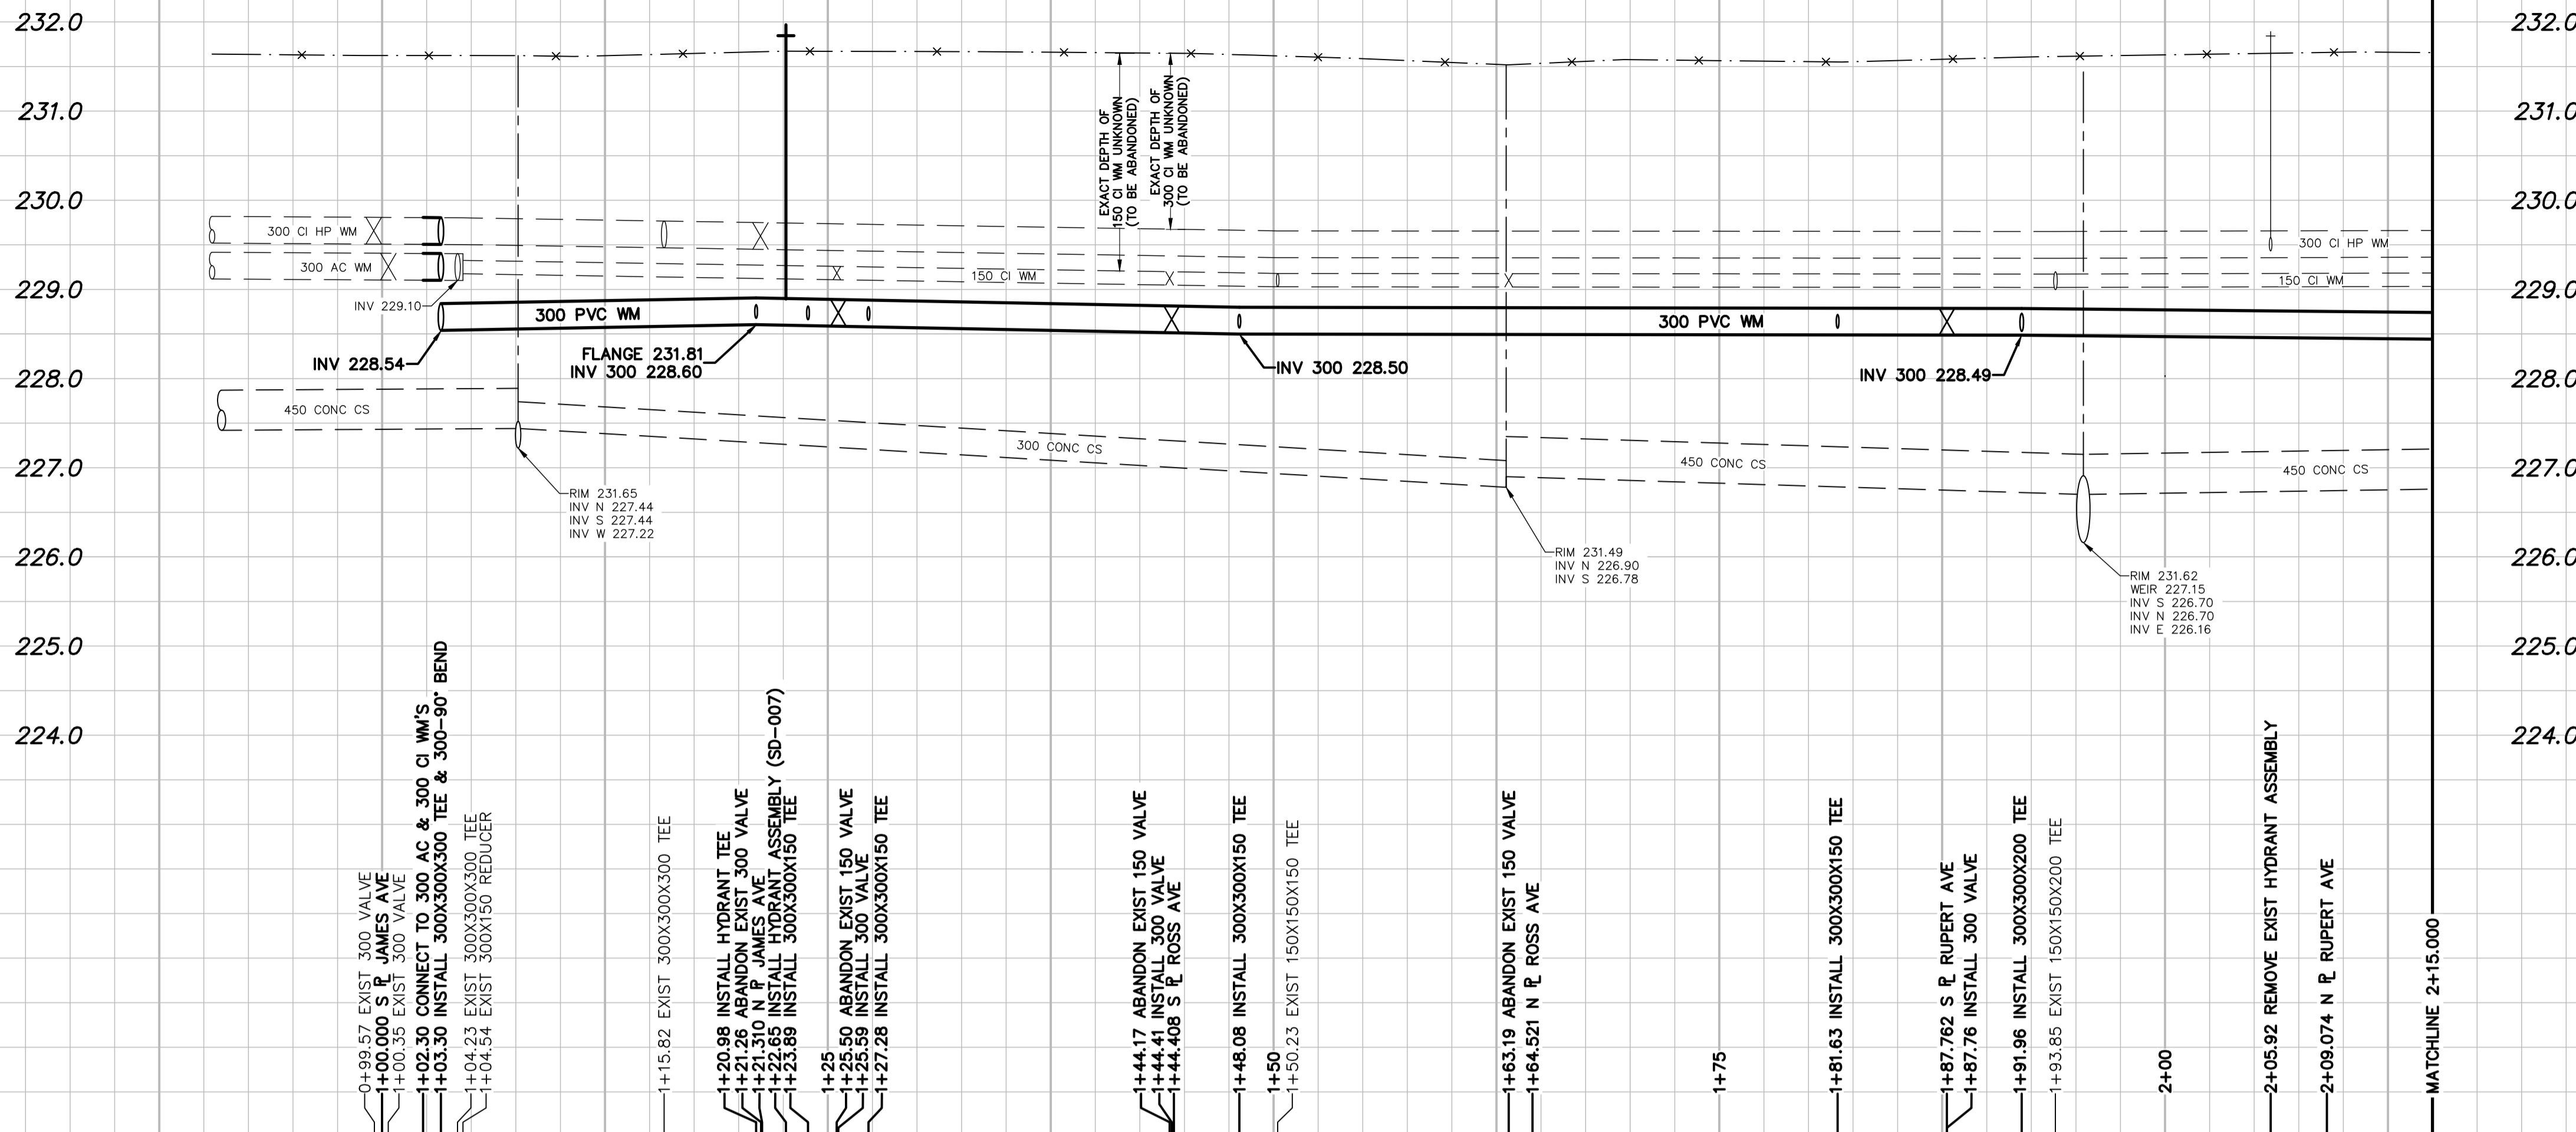 232.0
231.0
230.0
229.0
228.0
227.0
226.0
225.0
224.0
232.0
231.0
230.0
229.0
228.0
227.0
226.0
225.0
224.0
EXACT DEPTH OF
150 CI WM UNKNOWN
(TO BE ABANDONED)
EXACT DEPTH OF
300 CI WM UNKNOWN
(TO BE ABANDONED)
300 CI HP WM
300 AC WM
150 CI WM
300 CI HP WM
150 CI WM
INV 229.10
300 PVC WM
300 PVC WM
INV 228.54
FLANGE 231.81
INV 300 228.60
INV 300 228.50
INV 300 228.49
450 CONC CS
300 CONC CS
450 CONC CS
450 CONC CS
RIM 231.65
INV N 227.44
INV S 227.44
INV W 227.22
RIM 231.49
INV N 226.90
INV S 226.78
RIM 231.62
WEIR 227.15
INV S 226.70
INV N 226.70
INV E 226.16
0+99.57 EXIST 300 VALVE
1+00.000 S ⅊ JAMES AVE
1+00.35 EXIST 300 VALVE
1+02.30 CONNECT TO 300 AC & 300 CI WM'S
1+03.30 INSTALL 300X300X300 TEE & 300-90° BEND
1+04.23 EXIST 300X300X300 TEE
1+04.54 EXIST 300X150 REDUCER
1+15.82 EXIST 300X300X300 TEE
1+20.98 INSTALL HYDRANT TEE
1+21.26 ABANDON EXIST 300 VALVE
1+21.310 N ⅊ JAMES AVE
1+22.65 INSTALL HYDRANT ASSEMBLY (SD-007)
1+23.89 INSTALL 300X300X150 TEE
1+25
1+25.50 ABANDON EXIST 150 VALVE
1+25.59 INSTALL 300 VALVE
1+27.28 INSTALL 300X300X150 TEE
1+44.17 ABANDON EXIST 150 VALVE
1+44.41 INSTALL 300 VALVE
1+44.408 S ⅊ ROSS AVE
1+48.08 INSTALL 300X300X150 TEE
1+50
1+50.23 EXIST 150X150X150 TEE
1+63.19 ABANDON EXIST 150 VALVE
1+64.521 N ⅊ ROSS AVE
1+75
1+81.63 INSTALL 300X300X150 TEE
1+87.762 S ⅊ RUPERT AVE
1+87.76 INSTALL 300 VALVE
1+91.96 INSTALL 300X300X200 TEE
1+93.85 EXIST 150X150X200 TEE
2+00
2+05.92 REMOVE EXIST HYDRANT ASSEMBLY
2+09.074 N ⅊ RUPERT AVE
MATCHLINE 2+15.000